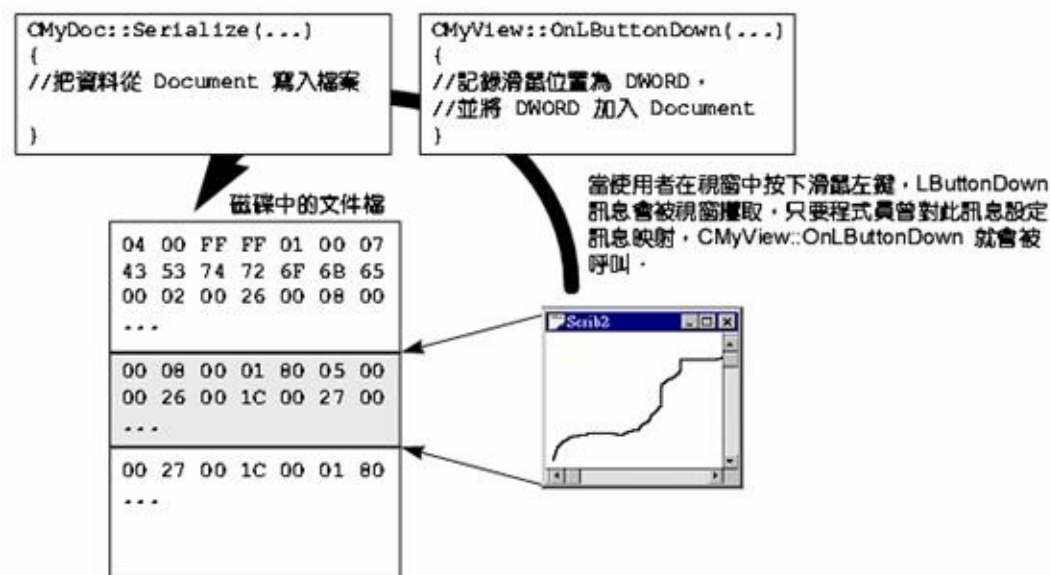 CMyDoc::Serialize(...)
{
//把資料從 Document 寫入檔案
}
CMyView::OnLButtonDown(...)
{
//記錄滑鼠位置為 DWORD，
//並將 DWORD 加入 Document
}
當使用者在視窗中按下滑鼠左鍵，LButtonDown
訊息會被視窗攫取，只要程式員曾對此訊息設定
訊息映射，CMyView::OnLButtonDown 就會被
呼叫．
磁碟中的文件檔
04 00 FF FF 01 00 07
43 53 74 72 6F 6B 65
00 02 00 26 00 08 00
...
00 08 00 01 80 05 00
00 26 00 1C 00 27 00
...
00 27 00 1C 00 01 80
...
Scrib2